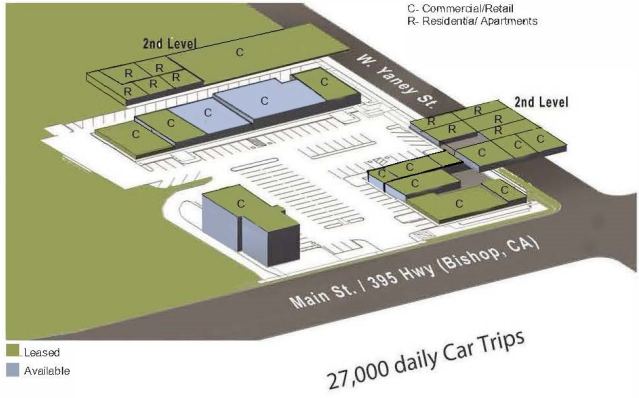 C- Commercial/Retail
R- Residential Apartments
2nd Level
C
R R
R R R
W. Yaney St.
C
C
C
C
C
2nd Level
R R
R R
R
C C C
C C C
C
C
C
C
Main St. / 395 Hwy (Bishop, CA)
Leased
Available
27,000 daily Car Trips